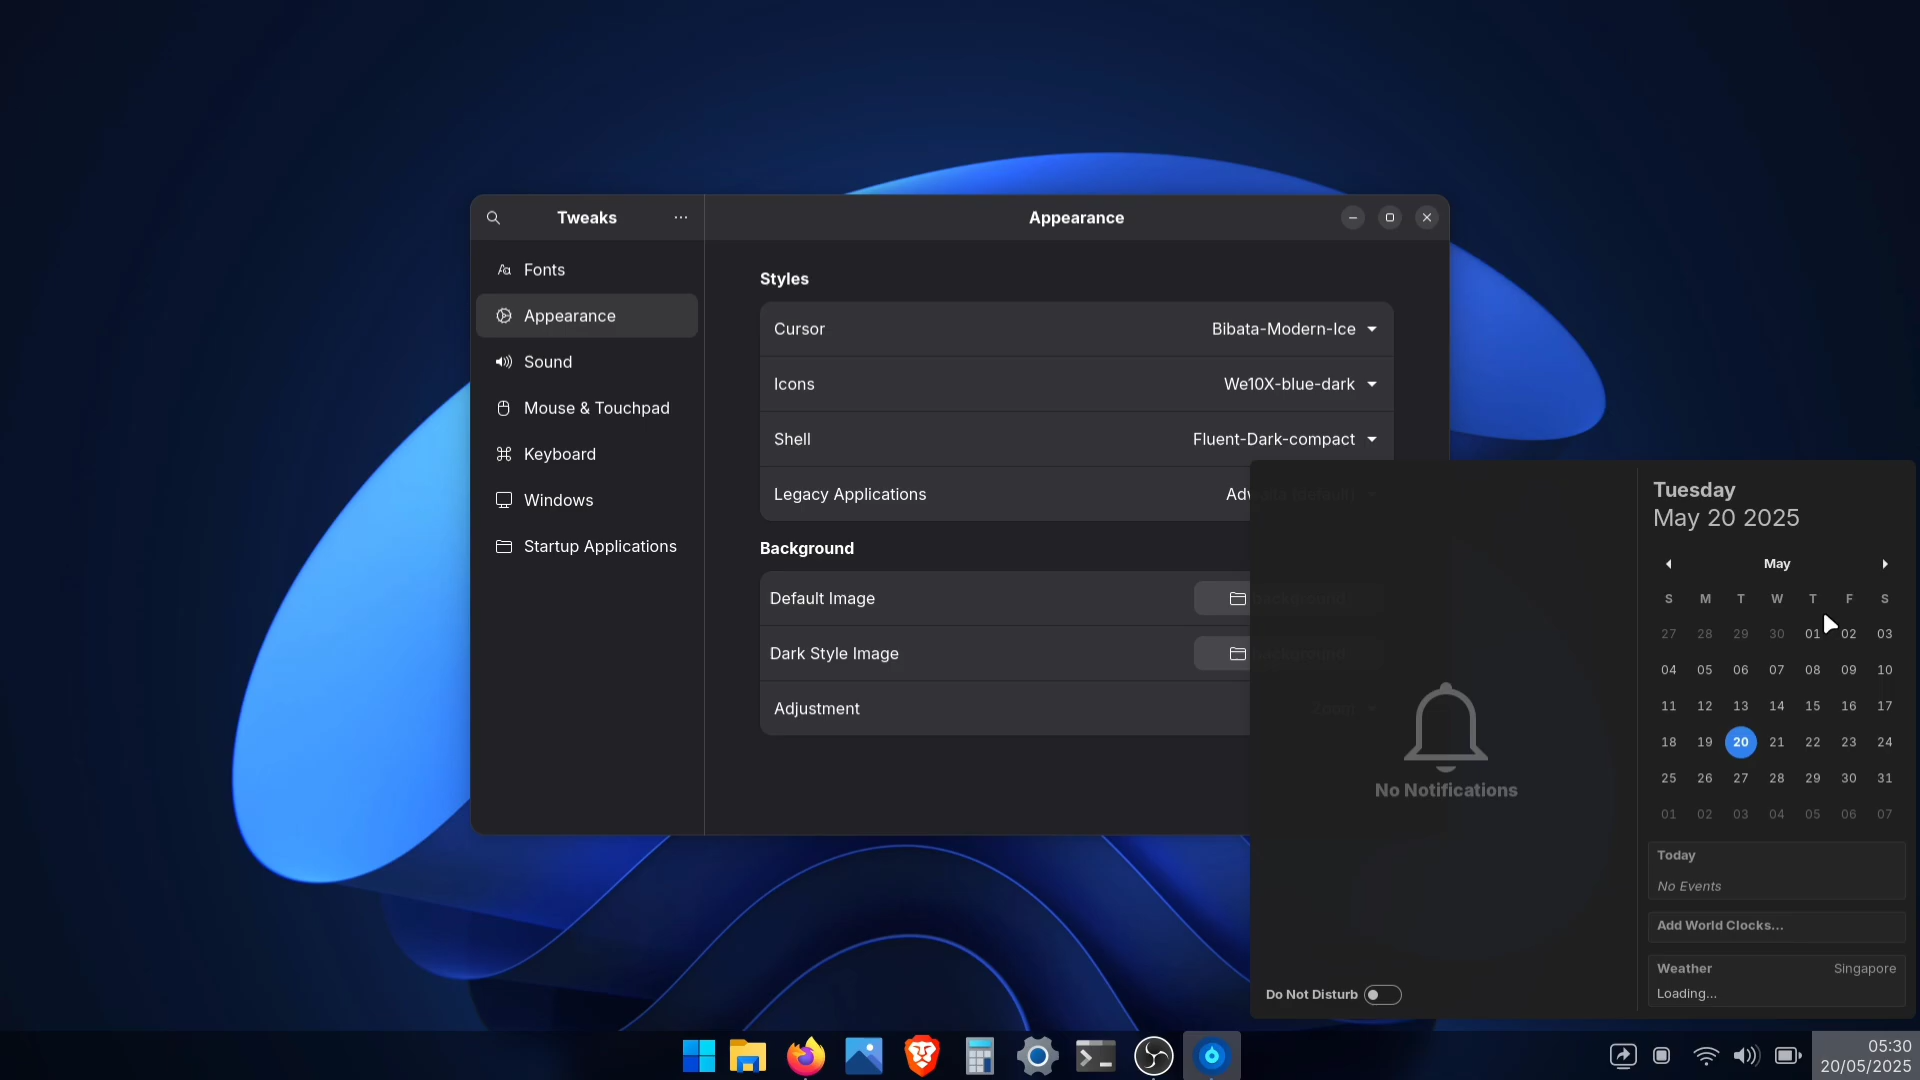 Tweaks
Appearance
Fonts
Appearance
Sound
Mouse & Touchpad
Keyboard
Windows
Startup Applications
Styles
Cursor Bibata-Modern-Ice
Icons We10X-blue-dark
Shell Fluent-Dark-compact
Legacy Applications Adwaita (default)
Background
Default Image
Dark Style Image
Adjustment Zoom
No Notifications
Do Not Disturb
Tuesday
May 20 2025
May
S M T W T F S
27 28 29 30 01 02 03
04 05 06 07 08 09 10
11 12 13 14 15 16 17
18 19 20 21 22 23 24
25 26 27 28 29 30 31
01 02 03 04 05 06 07
Today
No Events
Add World Clocks...
Weather Singapore
Loading...
05:30
20/05/2025